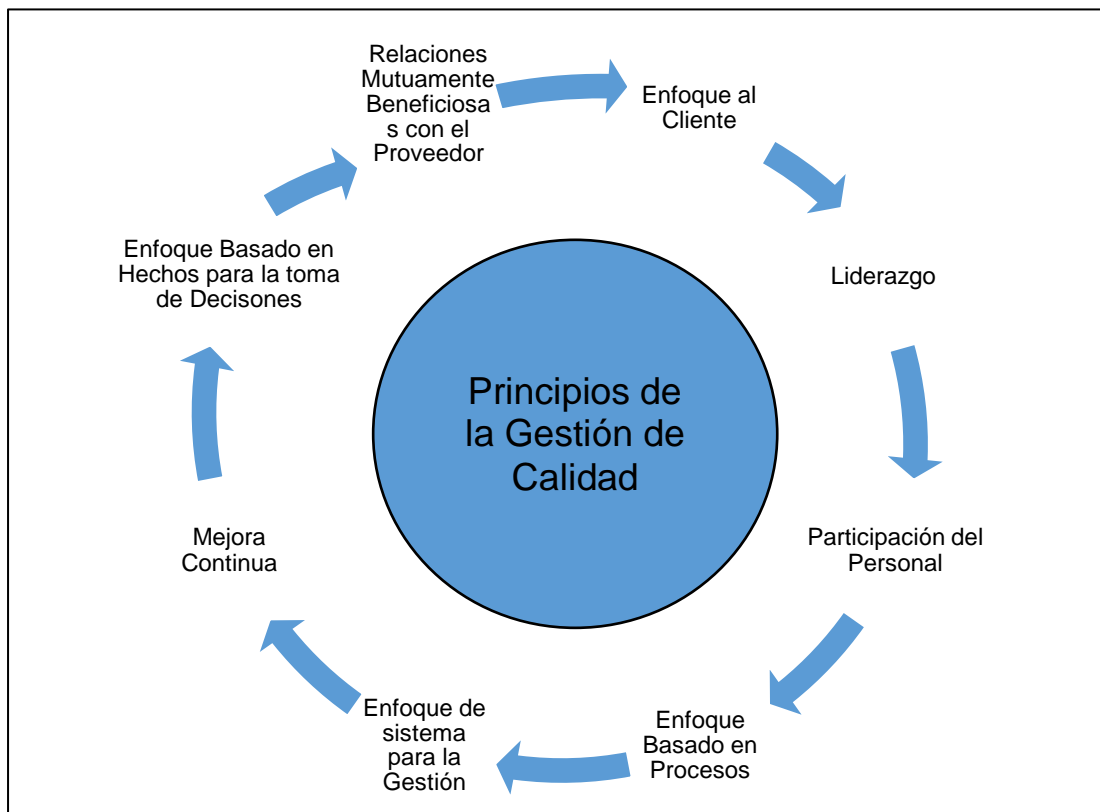 Relaciones
Mutuamente
Beneficiosa
s con el
Proveedor
Enfoque al
Cliente
Liderazgo
Participación del
Personal
Enfoque
Basado en
Procesos
Enfoque de
sistema
para la
Gestión
Mejora
Continua
Enfoque Basado en
Hechos para la toma
de Decisones
Principios de
la Gestión de
Calidad